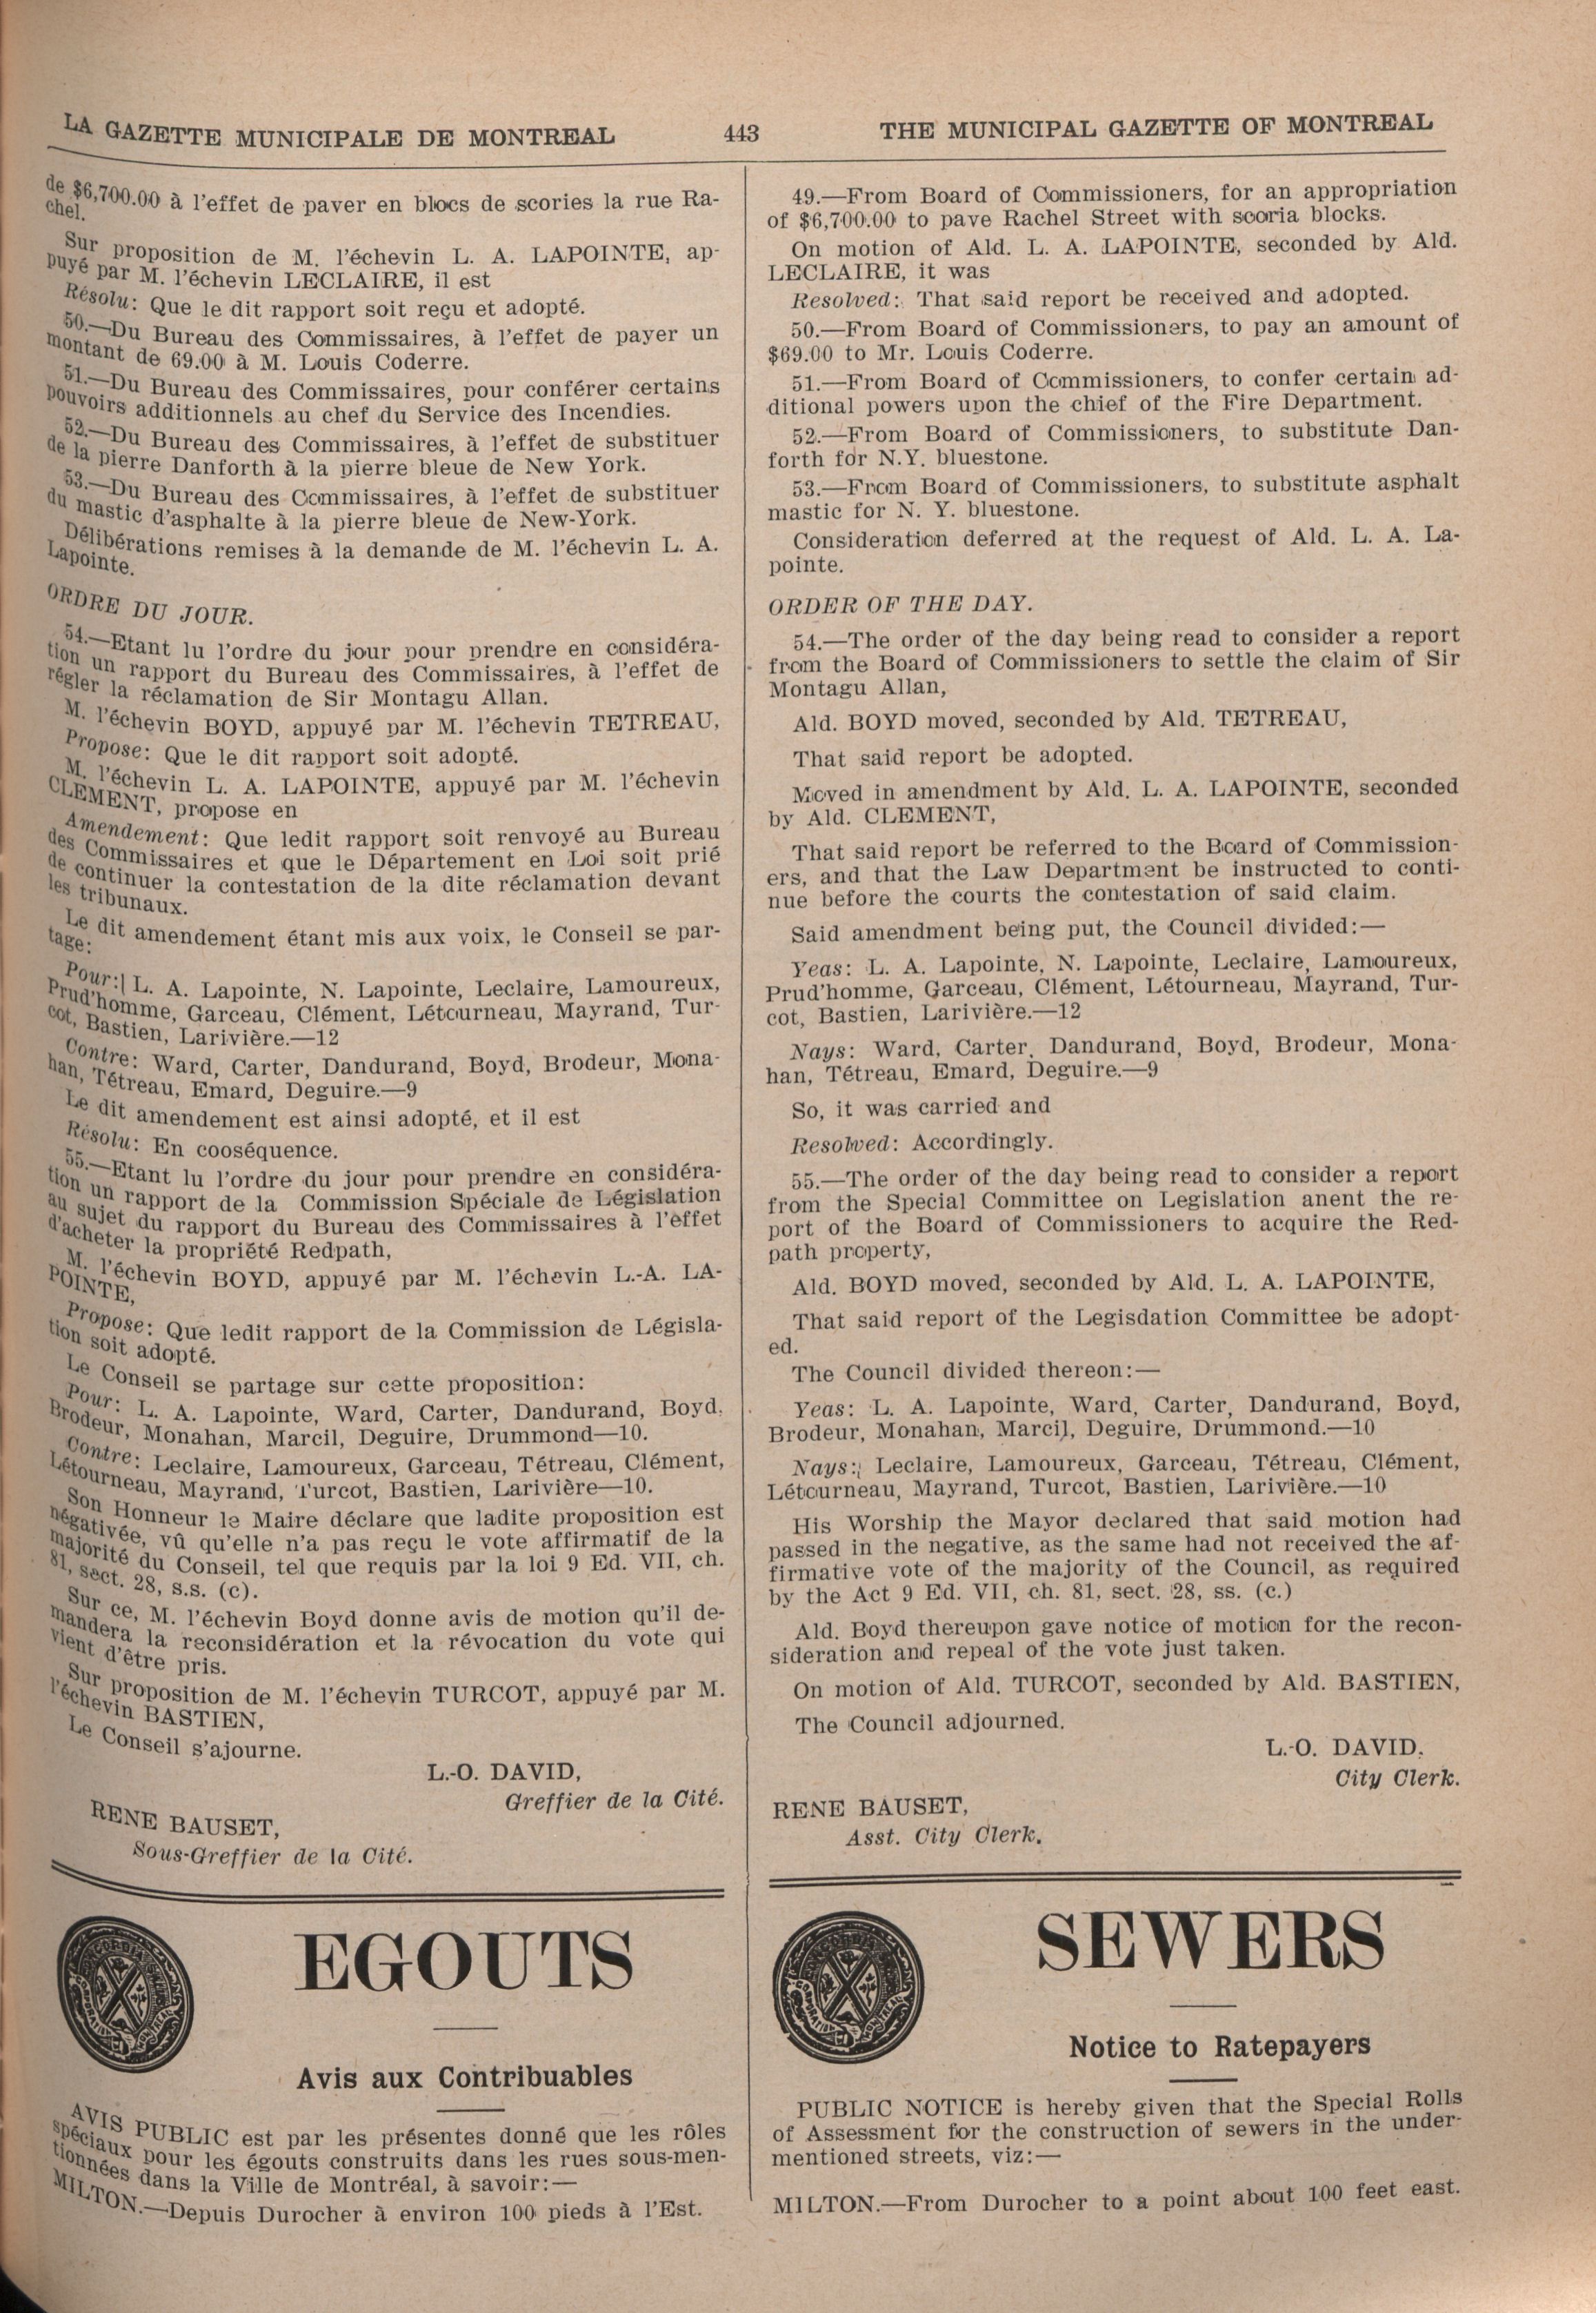 LA GAZETTE MUNICIPALE DE MONTREAL
443
THE MUNICIPAL GAZETTE OF MONTREAL
de $6,700.00 à l'effet de paver en blocs de scories la rue Ra-
chel.
Sur proposition de M. l'échevin L. A. LAPOINTE, ap-
puyé par M. l'échevin LECLAIRE, il est
Résolu: Que le dit rapport soit reçu et adopté.
50.—Du Bureau des Commissaires, à l'effet de payer un
montant de 69.00 à M. Louis Coderre.
51.—Du Bureau des Commissaires, pour conférer certains
pouvoirs additionnels au chef du Service des Incendies.
52.—Du Bureau des Commissaires, à l'effet de substituer
de la pierre Danforth à la pierre bleue de New York.
53.—Du Bureau des Commissaires, à l'effet de substituer
du mastic d'asphalte à la pierre bleue de New-York.
Délibérations remises à la demande de M. l'échevin L. A.
Lapointe.
ORDRE DU JOUR.
54.—Etant lu l'ordre du jour pour prendre en considéra-
tion un rapport du Bureau des Commissaires, à l'effet de
régler la réclamation de Sir Montagu Allan.
M. l'échevin BOYD, appuyé par M. l'échevin TETREAU,
Propose: Que le dit rapport soit adopté.
M. l'échevin L. A. LAPOINTE, appuyé par M. l'échevin
CLEMENT, propose en
Amendement: Que ledit rapport soit renvoyé au Bureau
des Commissaires et que le Département en Loi soit prié
de continuer la contestation de la dite réclamation devant
les tribunaux.
Le dit amendement étant mis aux voix, le Conseil se par-
tage:
Pour: L. A. Lapointe, N. Lapointe, Leclaire, Lamoureux,
Prud'homme, Garceau, Clément, Létourneau, Mayrand, Tur-
cot, Bastien, Larivière.—12
Contre: Ward, Carter, Dandurand, Boyd, Brodeur, Mona-
han, Tétreau, Emard, Deguire.—9
Le dit amendement est ainsi adopté, et il est
Résolu: En cooséquence.
55.—Etant lu l'ordre du jour pour prendre en considéra-
tion un rapport de la Commission Spéciale de Législation
au sujet du rapport du Bureau des Commissaires à l'effet
d'acheter la propriété Redpath,
M. l'échevin BOYD, appuyé par M. l'échevin L.-A. LA-
POINTE,
Propose: Que ledit rapport de la Commission de Législa-
tion soit adopté.
Le Conseil se partage sur cette proposition:
Pour: L. A. Lapointe, Ward, Carter, Dandurand, Boyd,
Brodeur, Monahan, Marcil, Deguire, Drummond—10.
Contre: Leclaire, Lamoureux, Garceau, Tétreau, Clément,
Létourneau, Mayrand, Turcot, Bastien, Larivière—10.
Son Honneur le Maire déclare que ladite proposition est
négativée, vû qu'elle n'a pas reçu le vote affirmatif de la
majorité du Conseil, tel que requis par la loi 9 Ed. VII, ch.
81, sect. 28, s.s. (c).
Sur ce, M. l'échevin Boyd donne avis de motion qu'il de-
mandera la reconsidération et la révocation du vote qui
vient d'être pris.
Sur proposition de M. l'échevin TURCOT, appuyé par M.
l'échevin BASTIEN,
Le Conseil s'ajourne.
L.-O. DAVID,
Greffier de la Cité.
RENE BAUSET,
Sous-Greffier de la Cité.
49.—From Board of Commissioners, for an appropriation
of $6,700.00 to pave Rachel Street with scoria blocks.
On motion of Ald. L. A. LAPOINTE, seconded by Ald.
LECLAIRE, it was
Resolved: That said report be received and adopted.
50.—From Board of Commissioners, to pay an amount of
$69.00 to Mr. Louis Coderre.
51.—From Board of Commissioners, to confer certain ad-
ditional powers upon the chief of the Fire Department.
52.—From Board of Commissioners, to substitute Dan-
forth for N.Y. bluestone.
53.—From Board of Commissioners, to substitute asphalt
mastic for N. Y. bluestone.
Consideration deferred at the request of Ald. L. A. La-
pointe.
ORDER OF THE DAY.
54.—The order of the day being read to consider a report
from the Board of Commissioners to settle the claim of Sir
Montagu Allan,
Ald. BOYD moved, seconded by Ald. TETREAU,
That said report be adopted.
Moved in amendment by Ald. L. A. LAPOINTE, seconded
by Ald. CLEMENT,
That said report be referred to the Board of Commission-
ers, and that the Law Department be instructed to conti-
nue before the courts the contestation of said claim.
Said amendment being put, the Council divided:—
Yeas: L. A. Lapointe, N. Lapointe, Leclaire, Lamoureux,
Prud'homme, Garceau, Clément, Létourneau, Mayrand, Tur-
cot, Bastien, Larivière.—12
Nays: Ward, Carter, Dandurand, Boyd, Brodeur, Mona-
han, Tétreau, Emard, Deguire.—9
So, it was carried and
Resolved: Accordingly.
55.—The order of the day being read to consider a report
from the Special Committee on Legislation anent the re-
port of the Board of Commissioners to acquire the Red-
path property,
Ald. BOYD moved, seconded by Ald. L. A. LAPOINTE,
That said report of the Legisdation Committee be adopt-
ed.
The Council divided thereon:—
Yeas: L. A. Lapointe, Ward, Carter, Dandurand, Boyd,
Brodeur, Monahan, Marcil, Deguire, Drummond.—10
Nays: Leclaire, Lamoureux, Garceau, Tétreau, Clément,
Létourneau, Mayrand, Turcot, Bastien, Larivière.—10
His Worship the Mayor declared that said motion had
passed in the negative, as the same had not received the af-
firmative vote of the majority of the Council, as required
by the Act 9 Ed. VII, ch. 81, sect. 28, ss. (c.)
Ald. Boyd thereupon gave notice of motion for the recon-
sideration and repeal of the vote just taken.
On motion of Ald. TURCOT, seconded by Ald. BASTIEN,
The Council adjourned.
L.-O. DAVID,
City Clerk.
RENE BAUSET,
Asst. City Clerk.
EGOUTS
Avis aux Contribuables
AVIS PUBLIC est par les présentes donné que les rôles
spéciaux pour les égouts construits dans les rues sous-men-
tionnées dans la Ville de Montréal, à savoir:—
MILTON.—Depuis Durocher à environ 100 pieds à l'Est.
SEWERS
Notice to Ratepayers
PUBLIC NOTICE is hereby given that the Special Rolls
of Assessment for the construction of sewers in the under-
mentioned streets, viz:—
MILTON.—From Durocher to a point about 100 feet east.